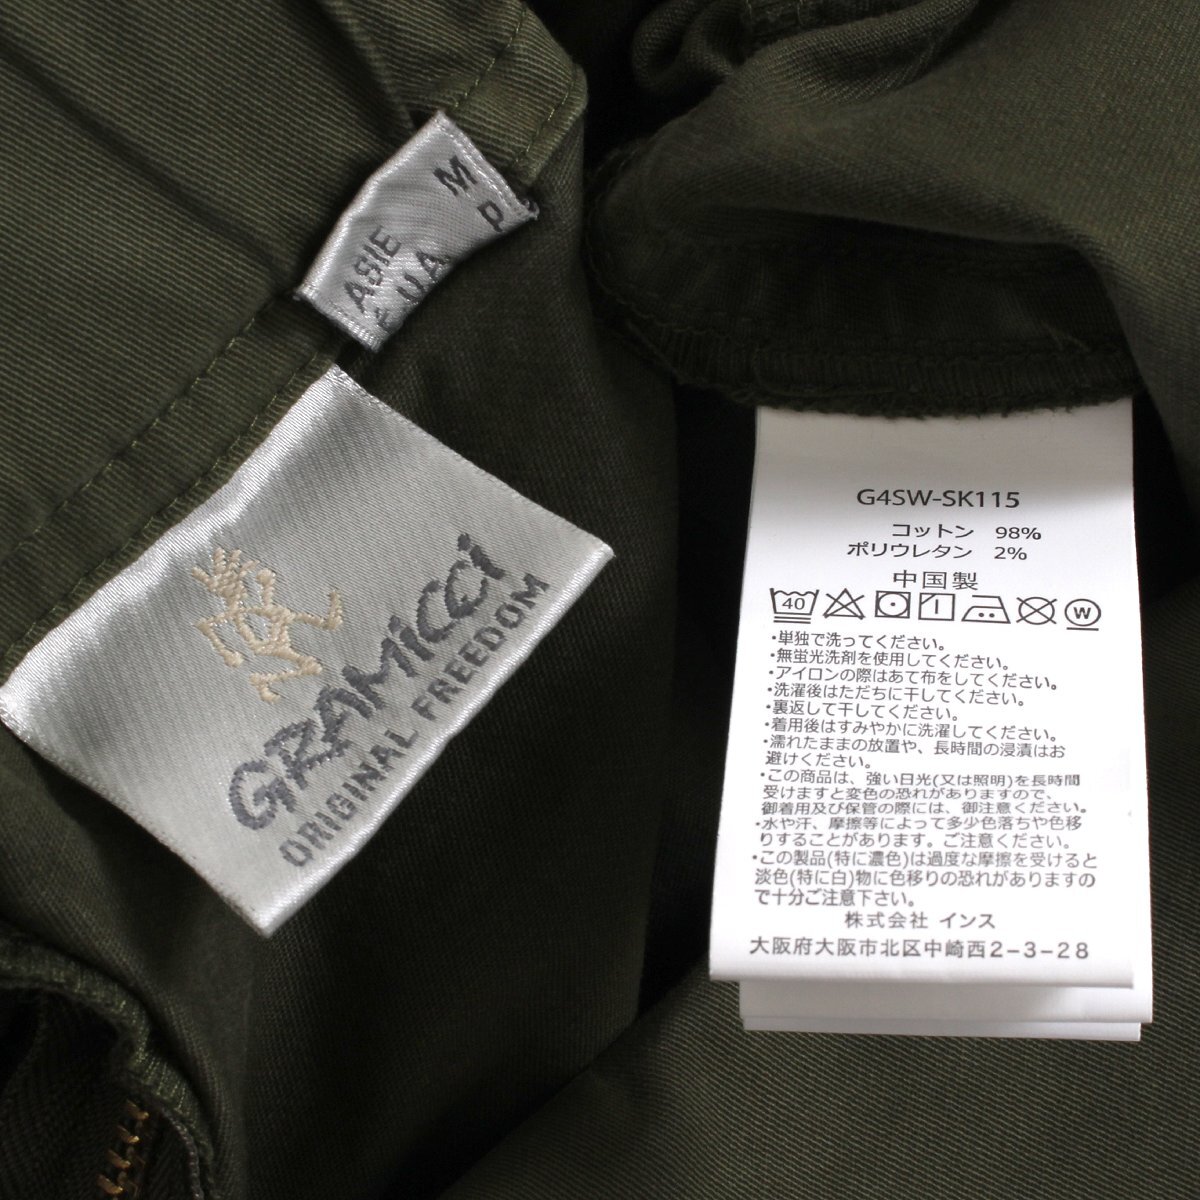 M
ASIE
P
U.A
GRAMiCCi
ORIGINAL FREEDOM
G4SW-SK115
コットン 98%
ポリウレタン 2%
中国製
40 W
・単独で洗ってください。
・無蛍光洗剤を使用してください。
・アイロンの際はあて布をしてください。
・洗濯後はただちに干してください。
・裏返して干してください。
・着用後はすみやかに洗濯してください。
・濡れたままの放置や、長時間の浸漬はお
避けください。
・この商品は、強い日光(又は照明)を長時間
受けますと変色の恐れがありますので、
御着用及び保管の際には、御注意ください。
・水や汗、摩擦等によって多少色落ちや色移
りすることがあります。ご注意ください。
・この製品(特に濃色)は過度な摩擦を受けると
淡色(特に白)物に色移りの恐れがありますの
で十分ご注意下さい。
株式会社 インス
大阪府大阪市北区中崎西2-3-28